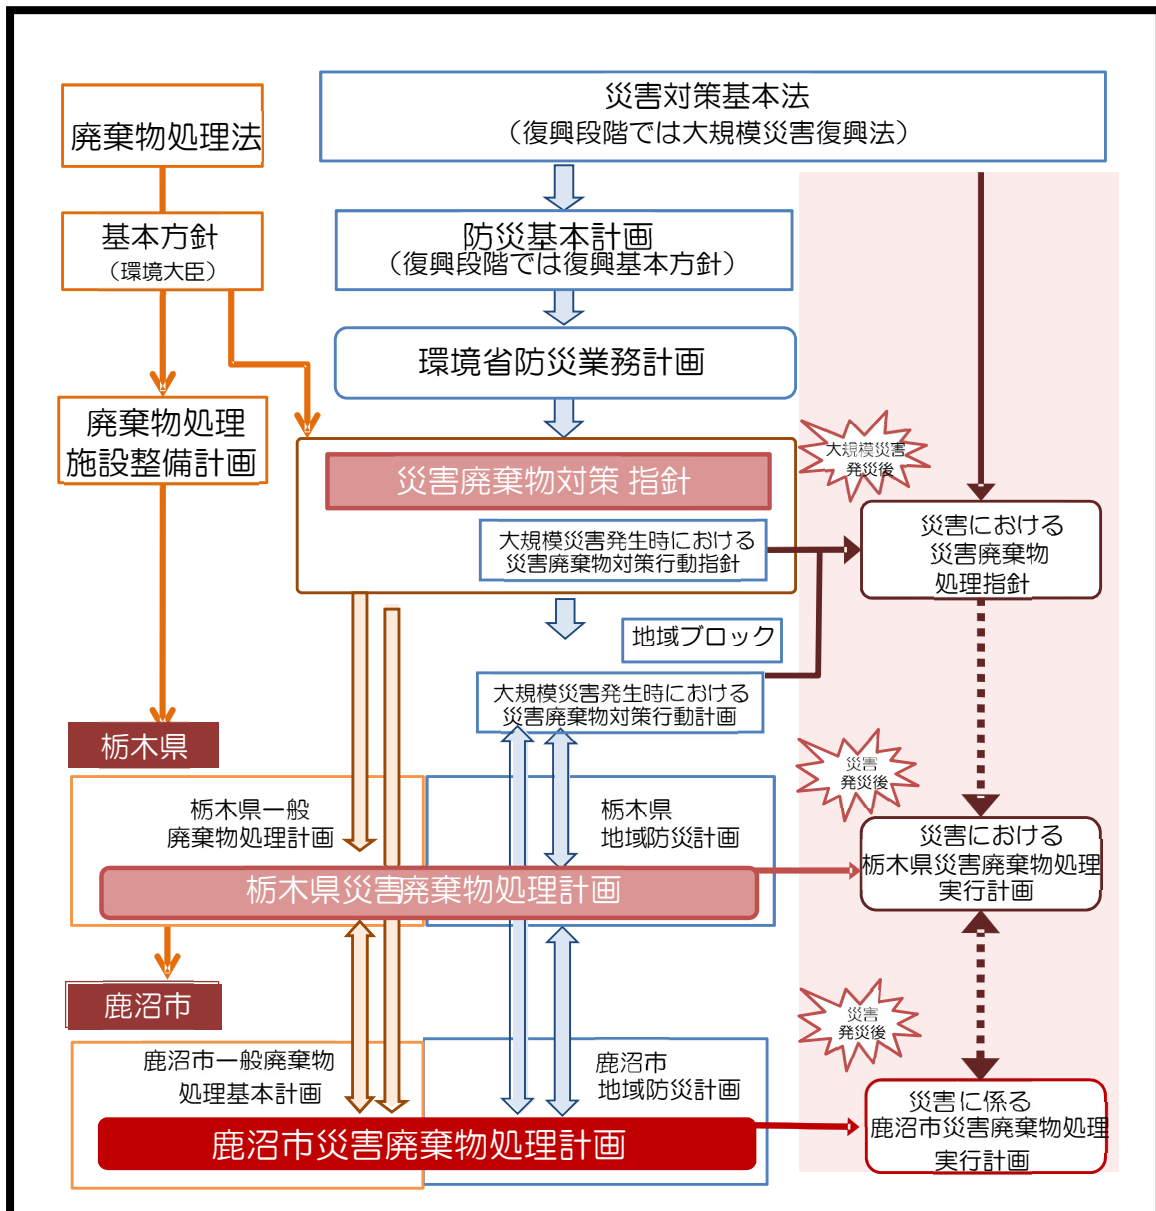 災害対策基本法
（復興段階では大規模災害復興法）
廃棄物処理法
基本方針
（環境大臣）
防災基本計画
（復興段階では復興基本方針）
環境省防災業務計画
廃棄物処理
施設整備計画
災害廃棄物対策 指針
大規模災害発生時における
災害廃棄物対策行動指針
大規模災害
発災後
災害における
災害廃棄物
処理指針
地域ブロック
大規模災害発生時における
災害廃棄物対策行動計画
栃木県
栃木県一般
廃棄物処理計画
栃木県
地域防災計画
災害
発災後
栃木県災害廃棄物処理計画
災害における
栃木県災害廃棄物処理
実行計画
鹿沼市
鹿沼市一般廃棄物
処理基本計画
鹿沼市
地域防災計画
災害
発災後
鹿沼市災害廃棄物処理計画
災害に係る
鹿沼市災害廃棄物処理
実行計画